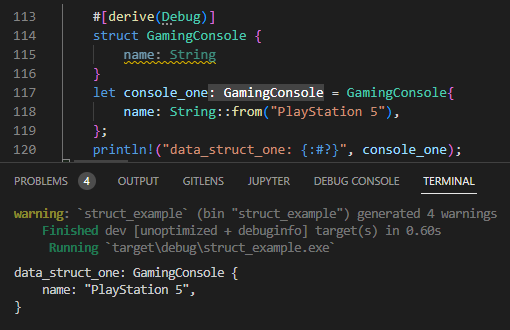 113 #[derive(Debug)]
114 struct GamingConsole {
115 name: String
116 }
117 let console_one: GamingConsole = GamingConsole{
118 name: String::from("PlayStation 5"),
119 };
120 println!("data_struct_one: {:#?}", console_one);
PROBLEMS 4 OUTPUT GITLENS JUPYTER DEBUG CONSOLE TERMINAL
warning: `struct_example` (bin "struct_example") generated 4 warnings
Finished dev [unoptimized + debuginfo] target(s) in 0.60s
Running `target\debug\struct_example.exe`
data_struct_one: GamingConsole {
name: "PlayStation 5",
}